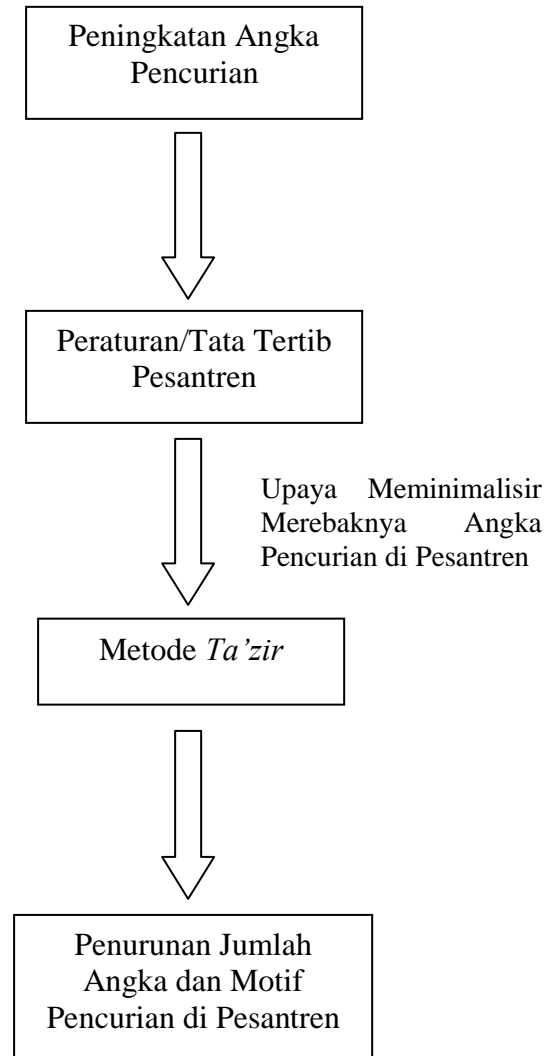 Peningkatan Angka
Pencurian
Peraturan/Tata Tertib
Pesantren
Upaya Meminimalisir
Merebaknya Angka
Pencurian di Pesantren
Metode Ta’zir
Penurunan Jumlah
Angka dan Motif
Pencurian di Pesantren